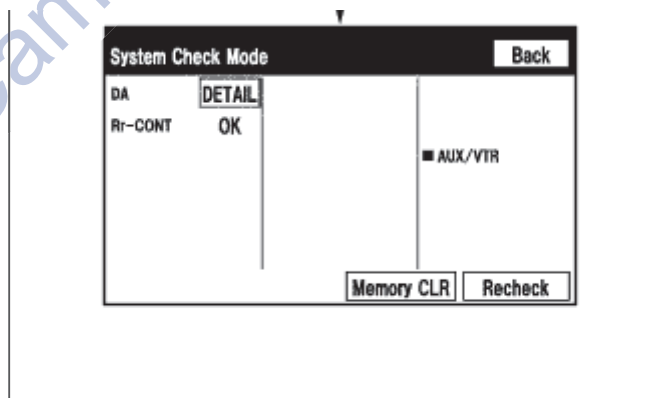 System Check Mode Back
DA DETAIL
Rr-CONT OK
■ AUX/VTR
Memory CLR Recheck